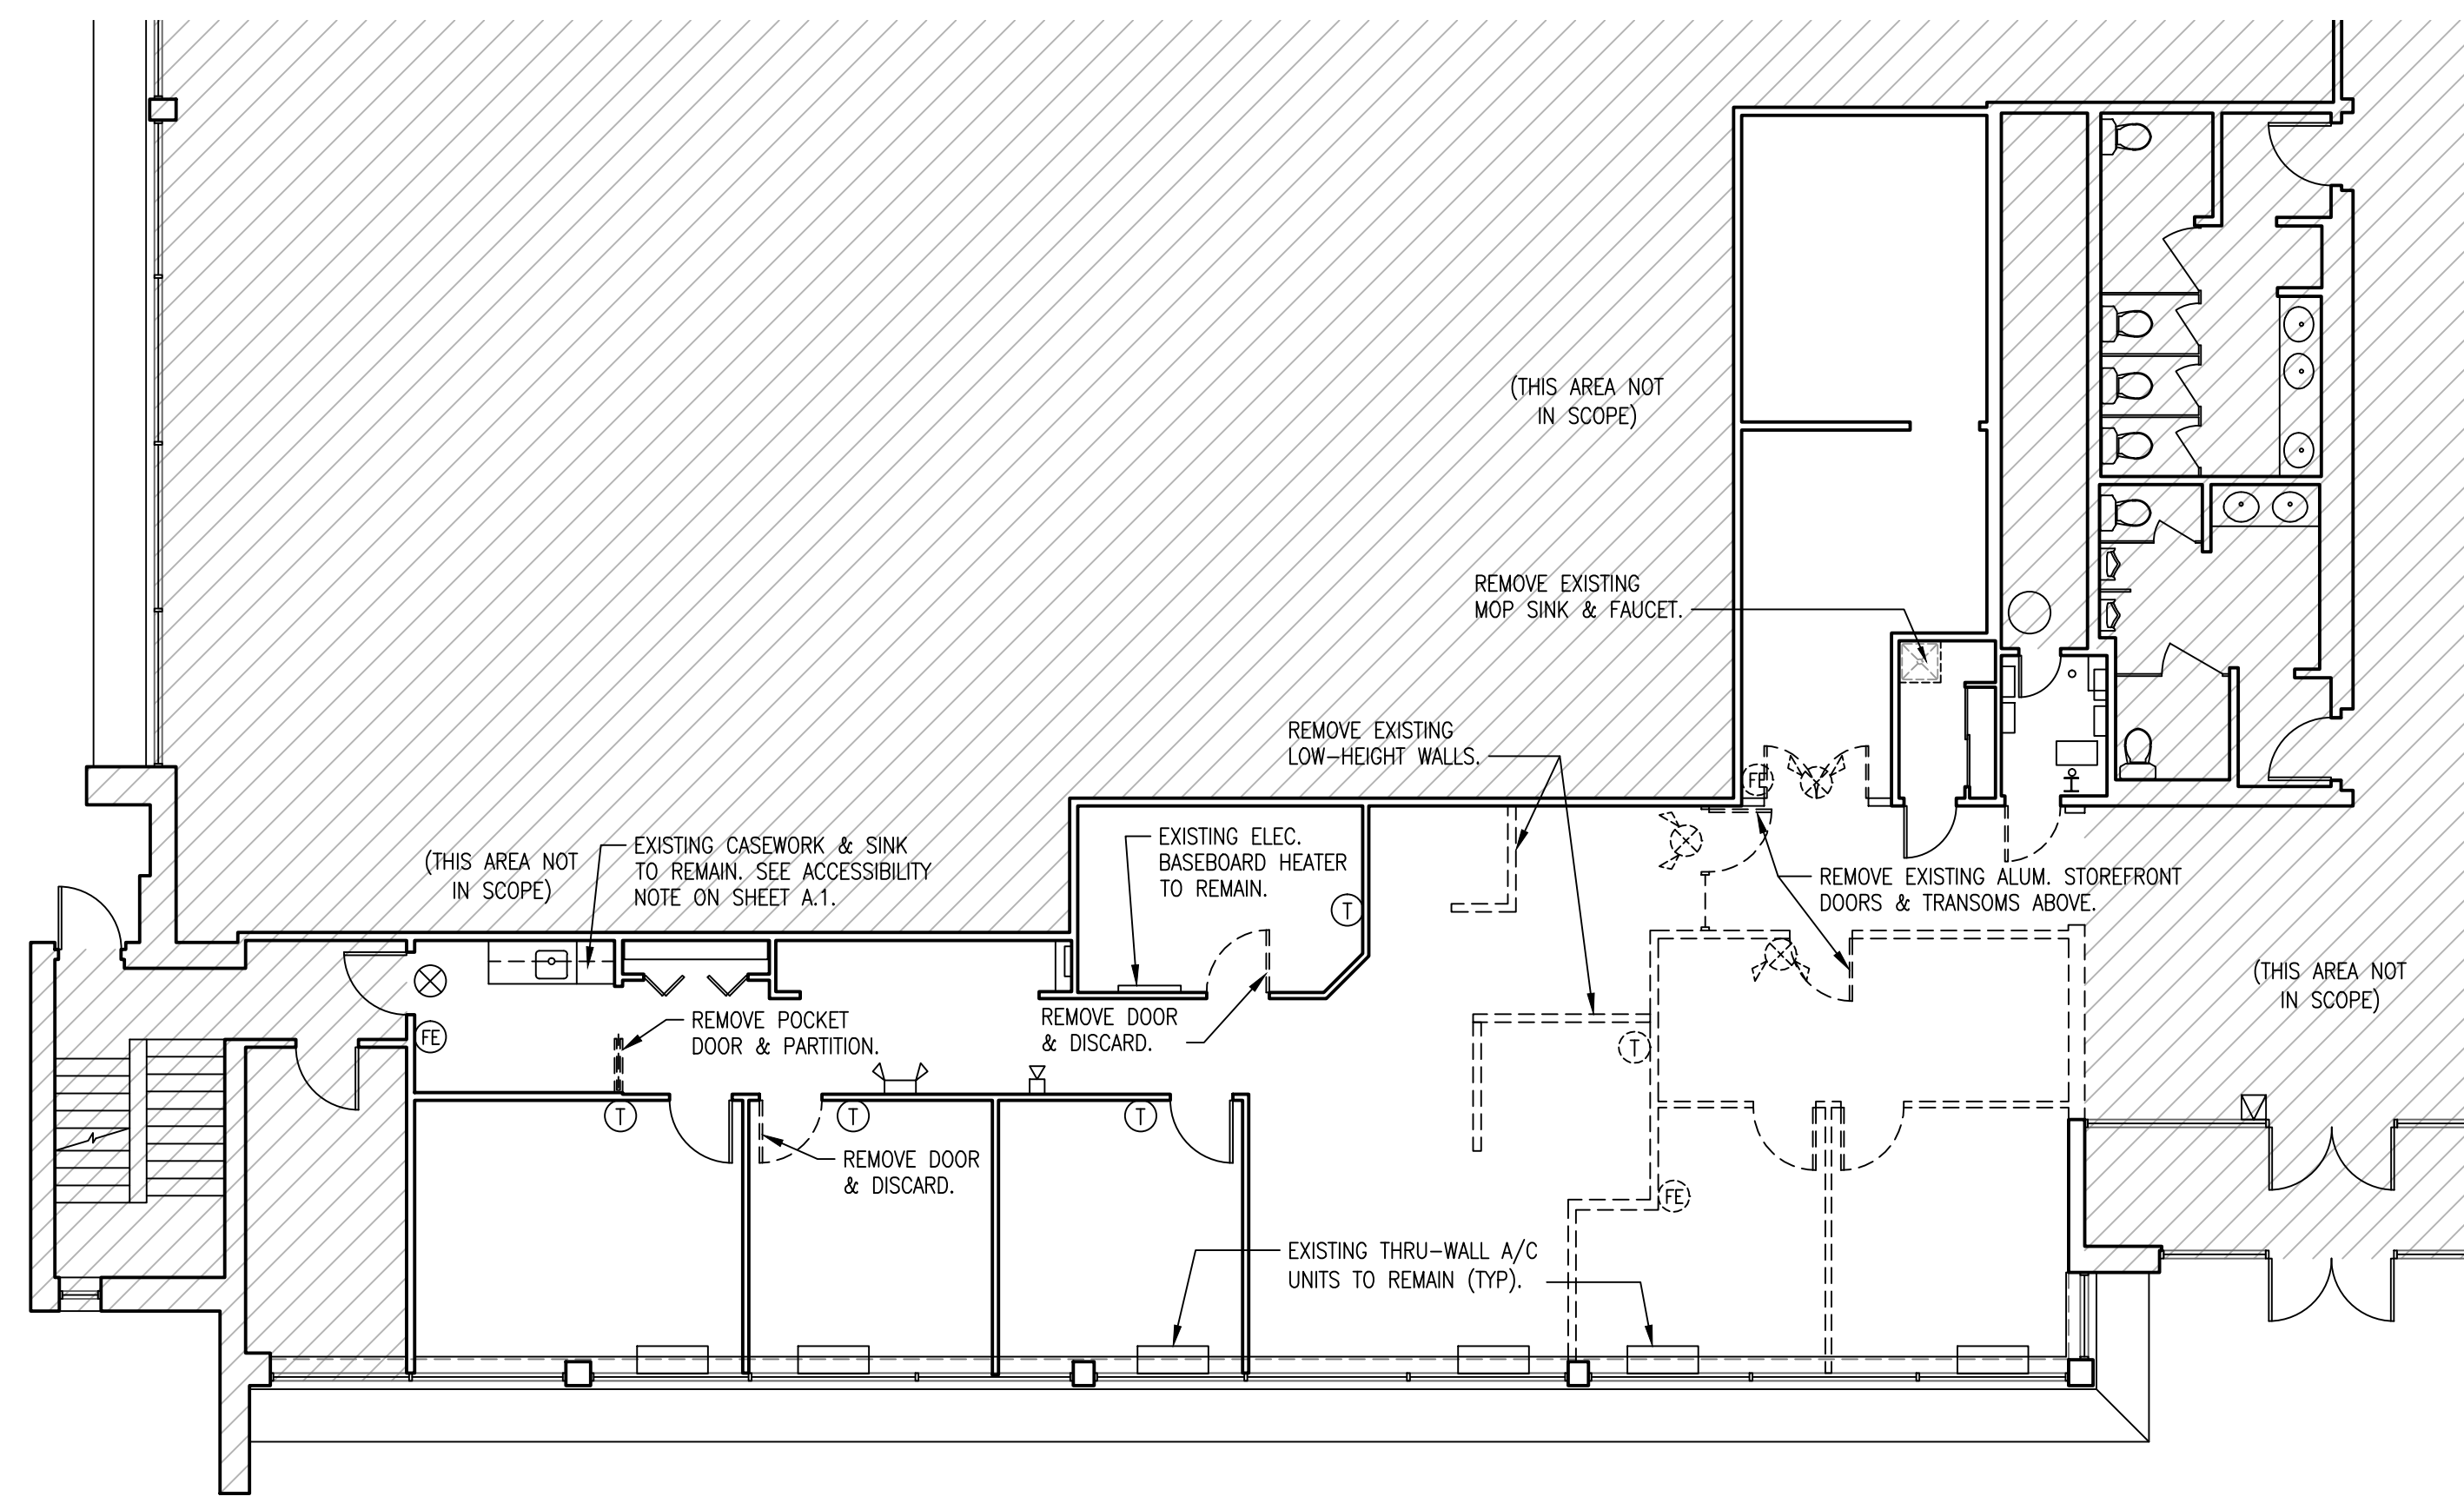 (THIS AREA NOT
IN SCOPE)
REMOVE EXISTING
MOP SINK & FAUCET.
REMOVE EXISTING
LOW-HEIGHT WALLS.
FE
(THIS AREA NOT
IN SCOPE)
EXISTING CASEWORK & SINK
TO REMAIN. SEE ACCESSIBILITY
NOTE ON SHEET A.1.
EXISTING ELEC.
BASEBOARD HEATER
TO REMAIN.
T
REMOVE EXISTING ALUM. STOREFRONT
DOORS & TRANSOMS ABOVE.
(THIS AREA NOT
IN SCOPE)
FE
REMOVE POCKET
DOOR & PARTITION.
REMOVE DOOR
& DISCARD.
T
T
T
T
REMOVE DOOR
& DISCARD.
FE
EXISTING THRU-WALL A/C
UNITS TO REMAIN (TYP).